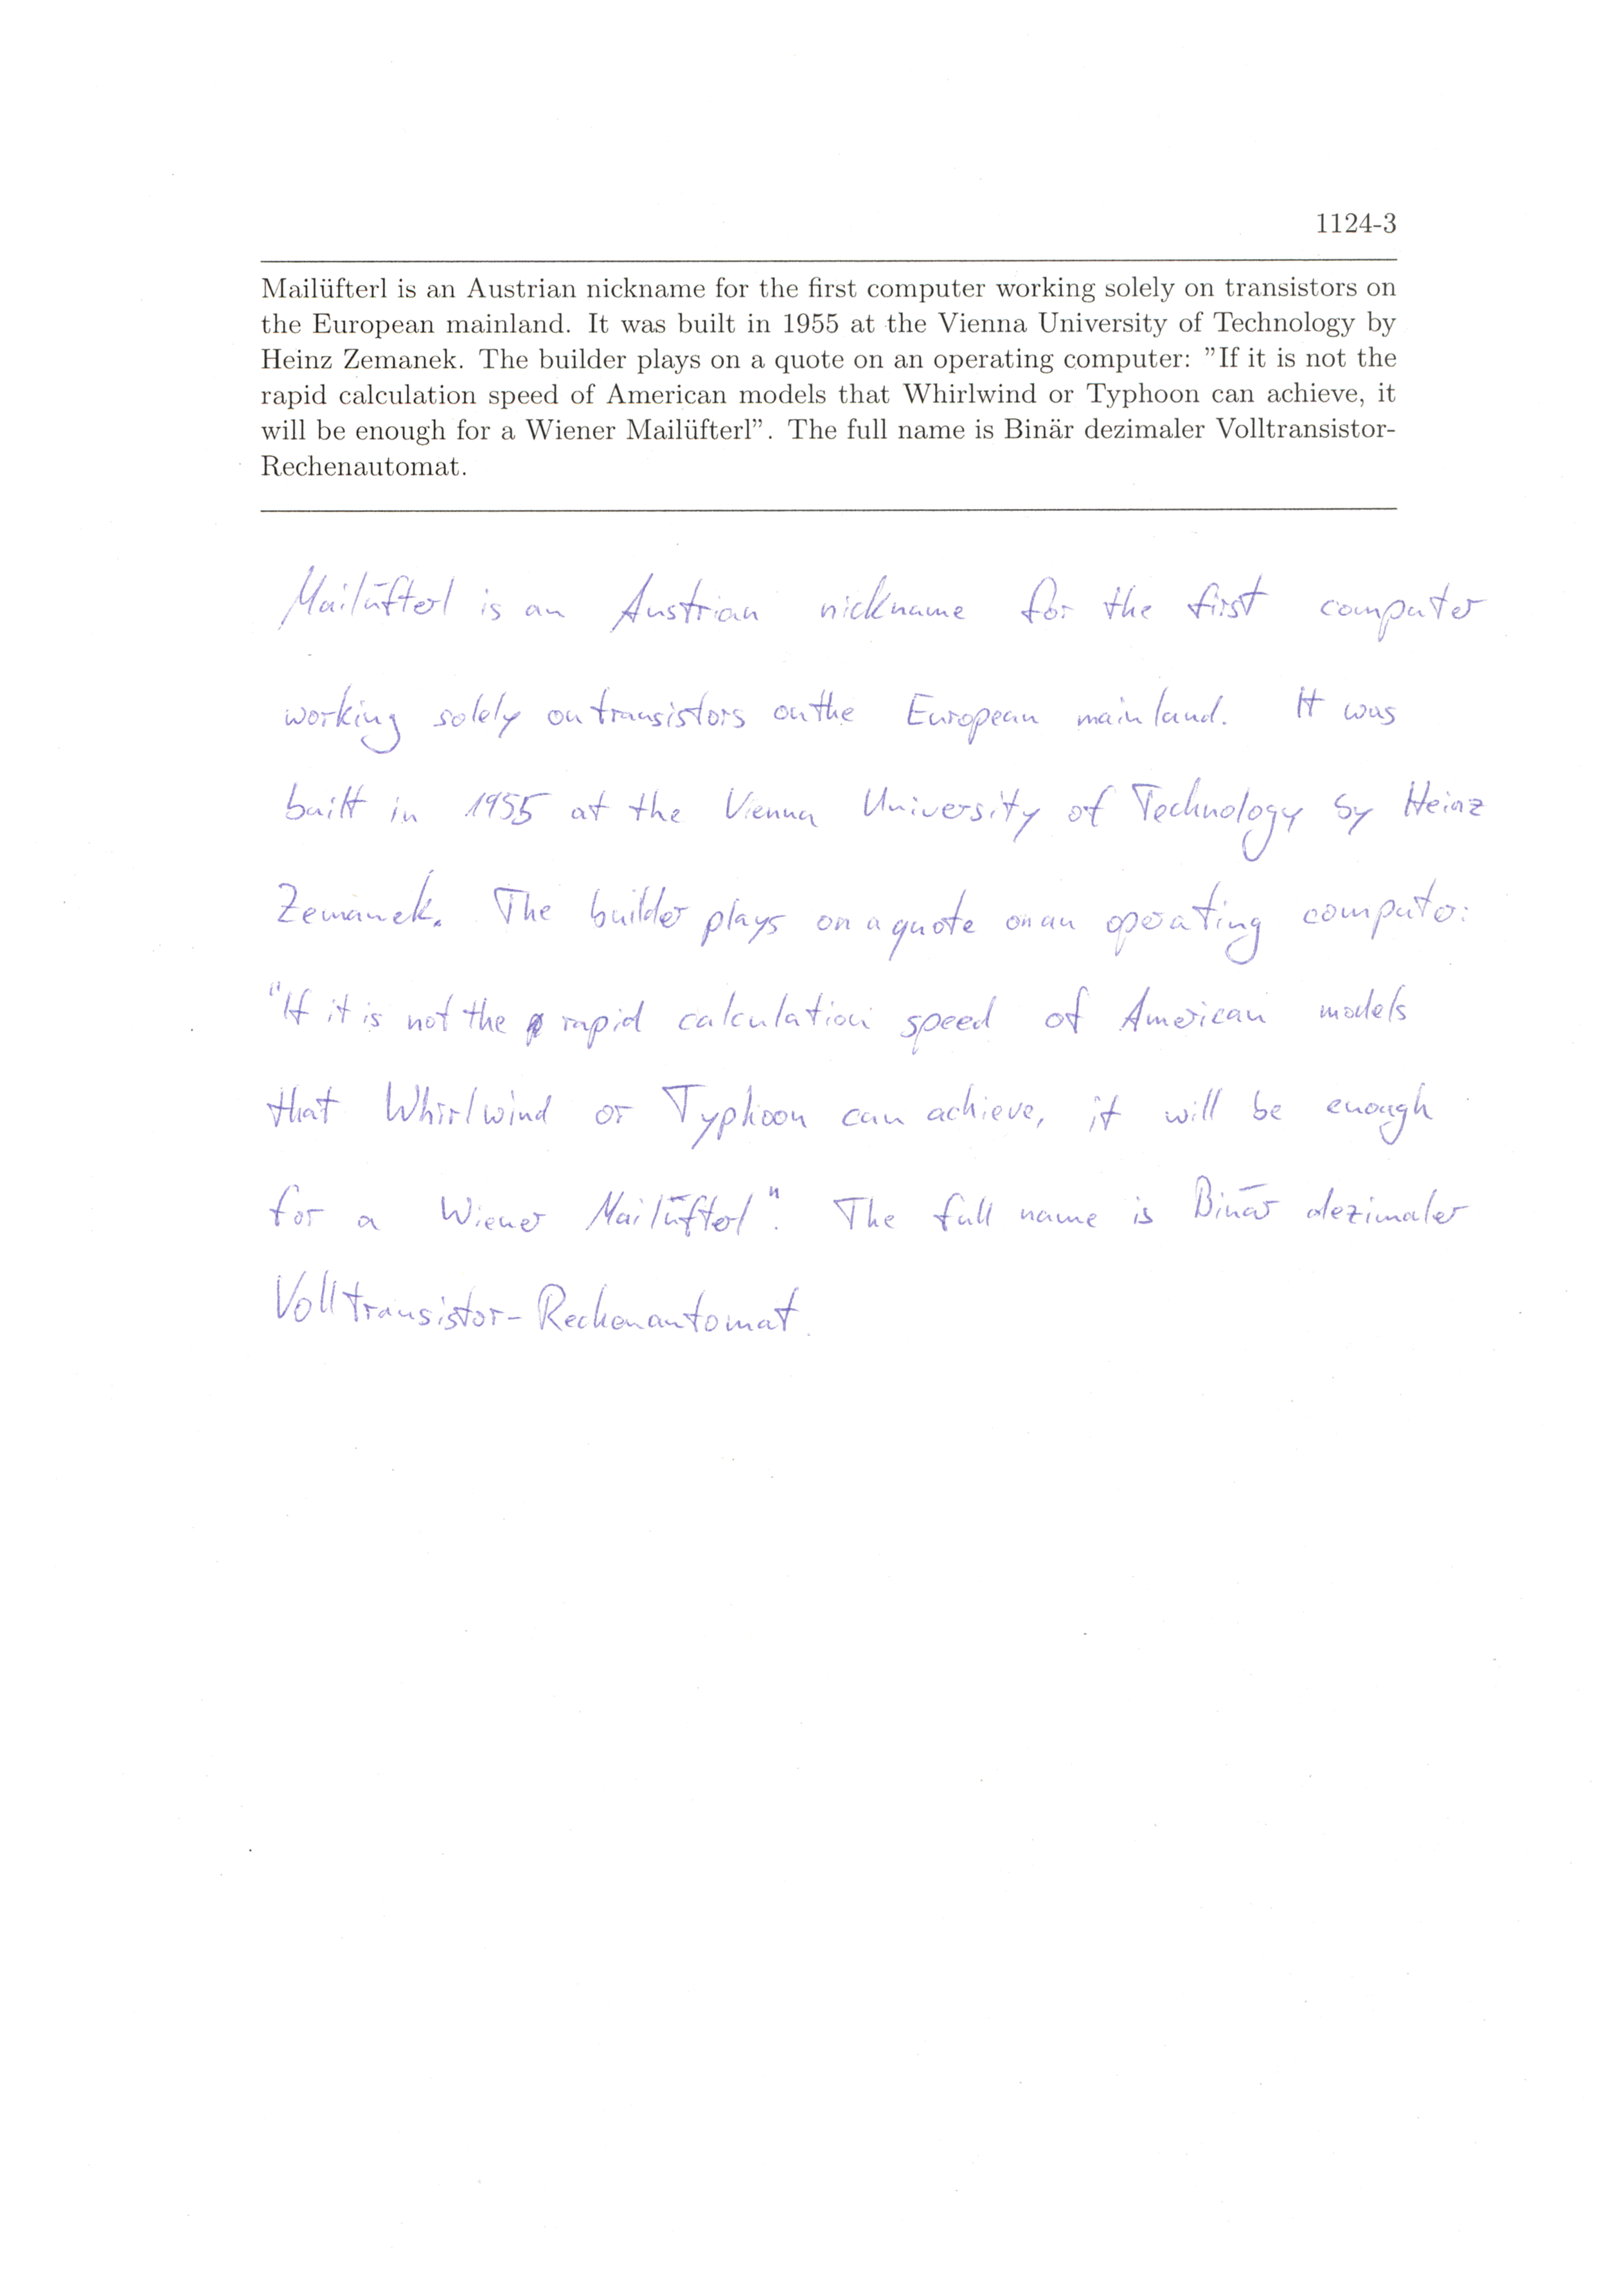 1124-3
Mailüfterl is an Austrian nickname for the first computer working solely on transistors on
the European mainland. It was built in 1955 at the Vienna University of Technology by
Heinz Zemanek. The builder plays on a quote on an operating computer: ”If it is not the
rapid calculation speed of American models that Whirlwind or Typhoon can achieve, it
will be enough for a Wiener Mailüfterl”. The full name is Binär dezimaler Volltransistor-
Rechenautomat.
Mailüfterl is an Austrian nickname for the first computer
working solely on transistors on the European mainland. It was
built in 1955 at the Vienna University of Technology by Heinz
Zemanek. The builder plays on a quote on an operating computer:
"If it is not the rapid calculation speed of American models
that Whirlwind or Typhoon can achieve, it will be enough
for a Wiener Mailüfterl". The full name is Binär dezimaler
Volltransistor-Rechenautomat.